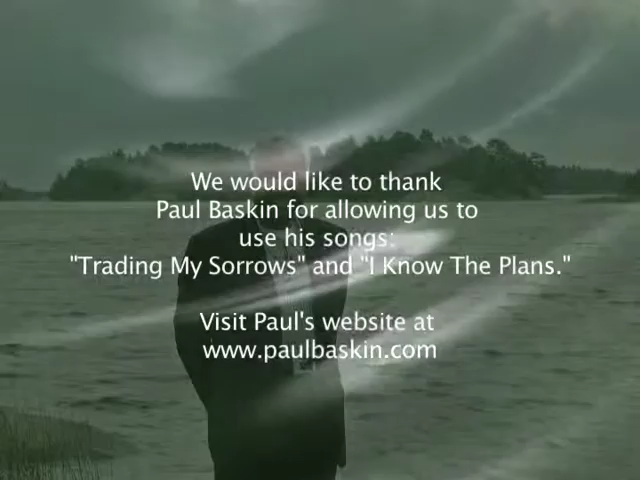 We would like to thank
Paul Baskin for allowing us to
use his songs:
"Trading My Sorrows" and "I Know The Plans."
Visit Paul's website at
www.paulbaskin.com